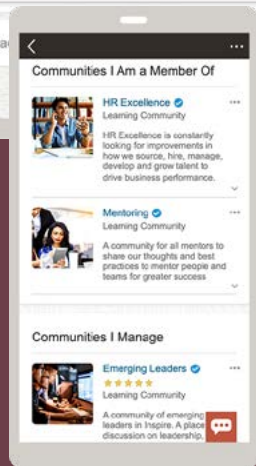 Communities I Am a Member Of
HR Excellence
Learning Community
HR Excellence is constantly
looking for improvements in
how we source, hire, manage,
develop and grow talent to
drive business performance.
Mentoring
Learning Community
A community for all mentors to
share our thoughts and best
practices to mentor people and
teams for greater success
Communities I Manage
Emerging Leaders
Learning Community
A community of emerging
leaders in Inspire. A place
discussion on leadership,